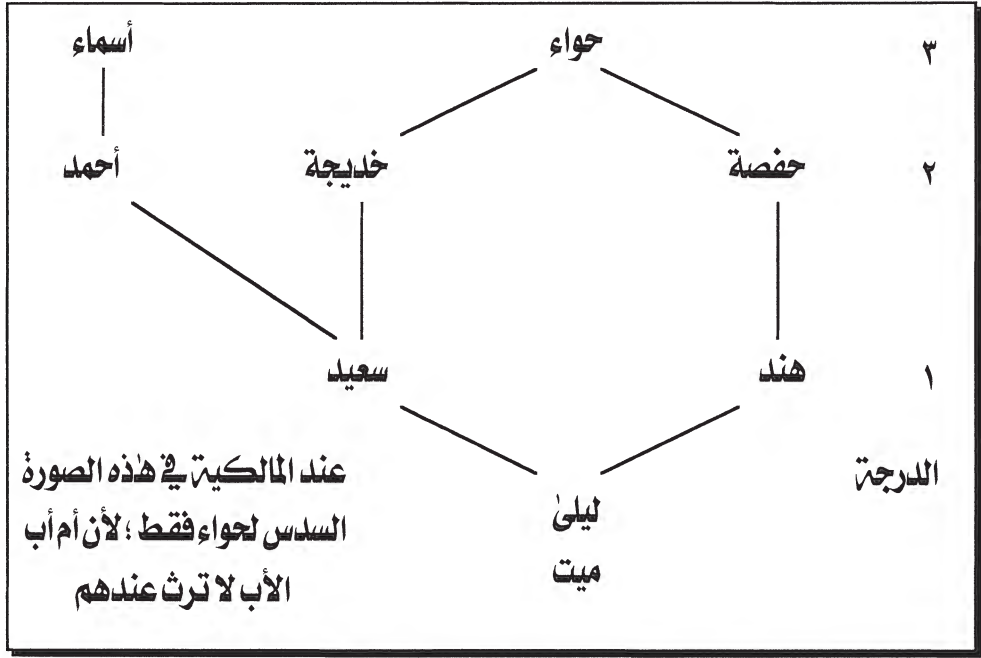 ٣ حواء أسماء
٢ حفصة خديجة أحمد
١ هند سعيد
الدرجة
ليلىٰ
ميت
عند المالكية في هٰذه الصورة
السدس لحواء فقط ؛ لأن أم أب
الأب لا ترث عندهم